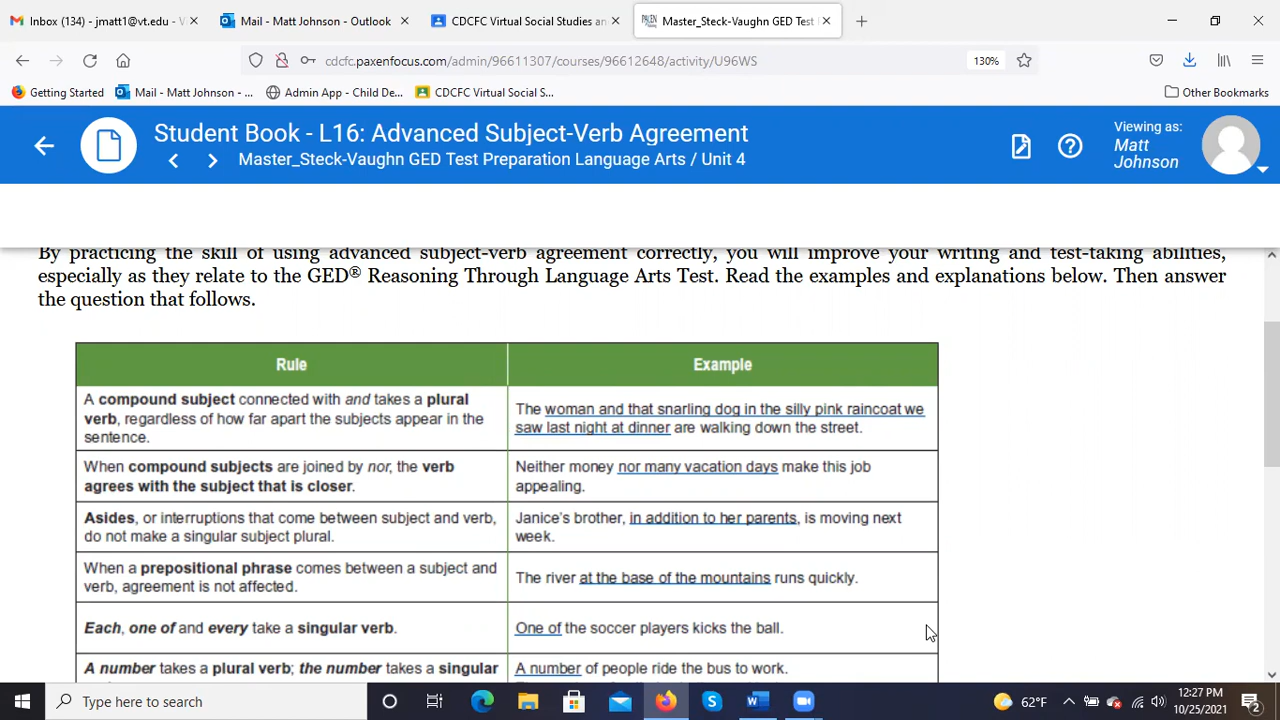 Inbox (134) - jmatt1@vt.edu - V
Mail - Matt Johnson - Outlook
CDCFC Virtual Social Studies an
PAXEN
Master_Steck-Vaughn GED Test
cdcfc.paxenfocus.com/admin/96611307/courses/96612648/activity/U96WS
130%
Getting Started
Mail - Matt Johnson - ...
Admin App - Child De...
CDCFC Virtual Social S...
Other Bookmarks
Student Book - L16: Advanced Subject-Verb Agreement
Master_Steck-Vaughn GED Test Preparation Language Arts / Unit 4
Viewing as:
Matt
Johnson
By practicing the skill of using advanced subject-verb agreement correctly, you will improve your writing and test-taking abilities,
especially as they relate to the GED® Reasoning Through Language Arts Test. Read the examples and explanations below. Then answer
the question that follows.
Rule
Example
A compound subject connected with and takes a plural
verb, regardless of how far apart the subjects appear in the
sentence.
The woman and that snarling dog in the silly pink raincoat we
saw last night at dinner are walking down the street.
When compound subjects are joined by nor, the verb
agrees with the subject that is closer.
Neither money nor many vacation days make this job
appealing.
Asides, or interruptions that come between subject and verb,
do not make a singular subject plural.
Janice's brother, in addition to her parents, is moving next
week.
When a prepositional phrase comes between a subject and
verb, agreement is not affected.
The river at the base of the mountains runs quickly.
Each, one of and every take a singular verb.
One of the soccer players kicks the ball.
A number takes a plural verb; the number takes a singular
A number of people ride the bus to work.
Type here to search
62°F
12:27 PM
10/25/2021
2